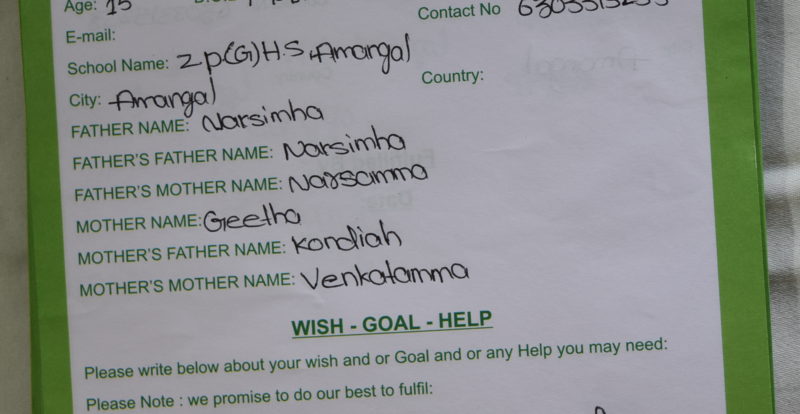 Age: 15
Contact No
E-mail:
School Name: ZP(G)H.S, Amangal
Country:
City: Amangal
FATHER NAME: Narsimha
FATHER'S FATHER NAME: Narsimha
FATHER'S MOTHER NAME: Narsamma
MOTHER NAME: Geetha
MOTHER'S FATHER NAME: Kondiah
MOTHER'S MOTHER NAME: Venkatamma
WISH - GOAL - HELP
Please write below about your wish and or Goal and or any Help you may need:
Please Note : we promise to do our best to fulfil: